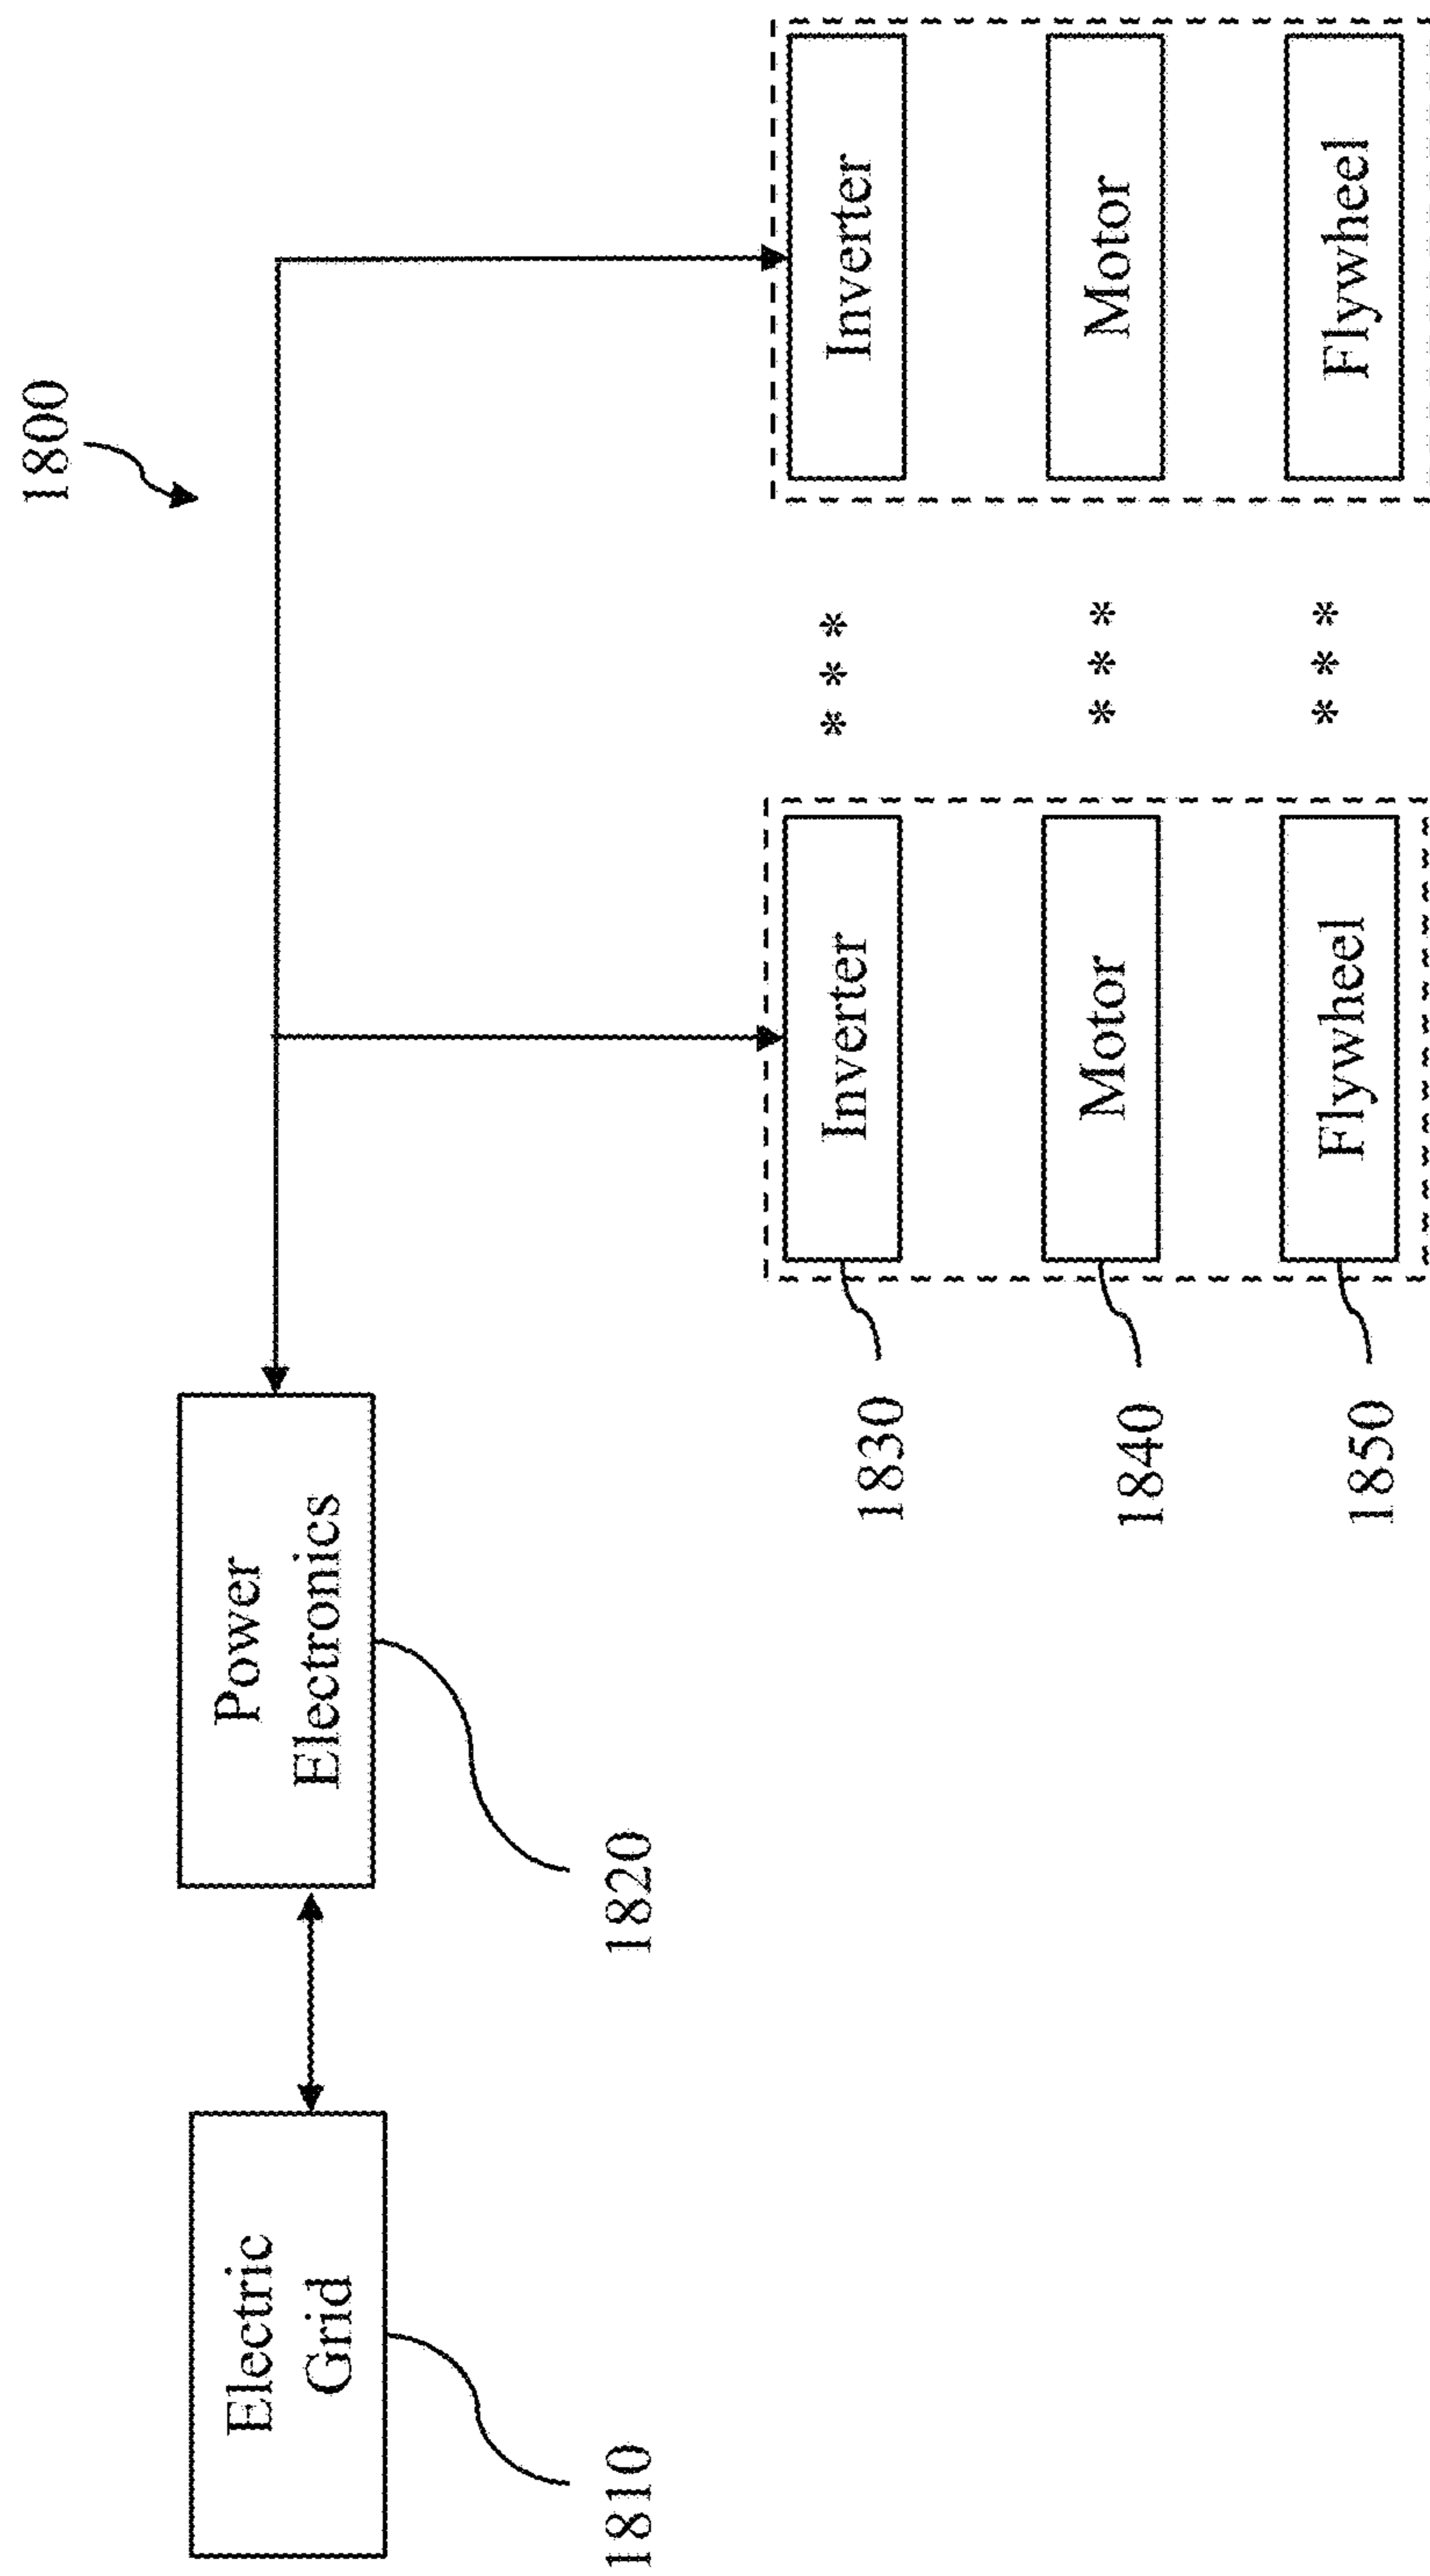 1800
Electric
Grid
1810
Power
Electronics
1820
Inverter
Inverter
1830
* * *
Motor
Motor
1840
* * *
Flywheel
Flywheel
1850
* * *